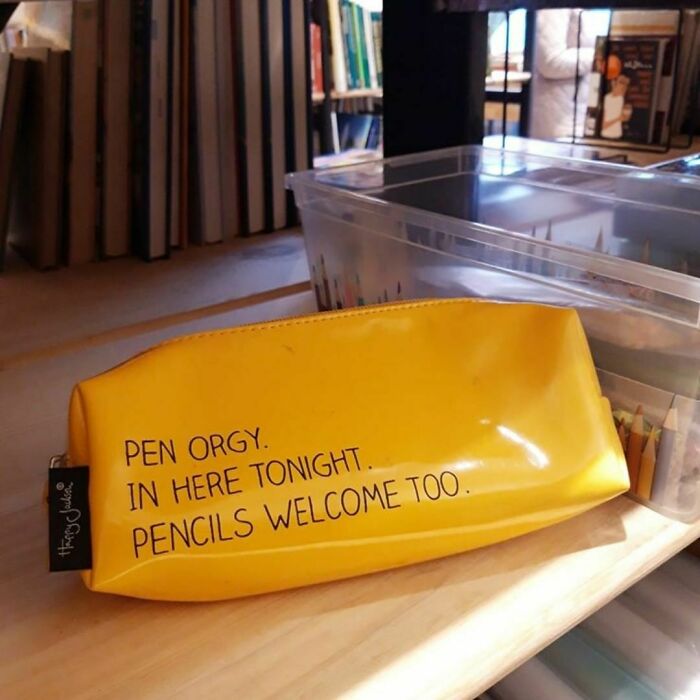 PEN ORGY.
IN HERE TONIGHT.
PENCILS WELCOME TOO.
Happy Jackson®